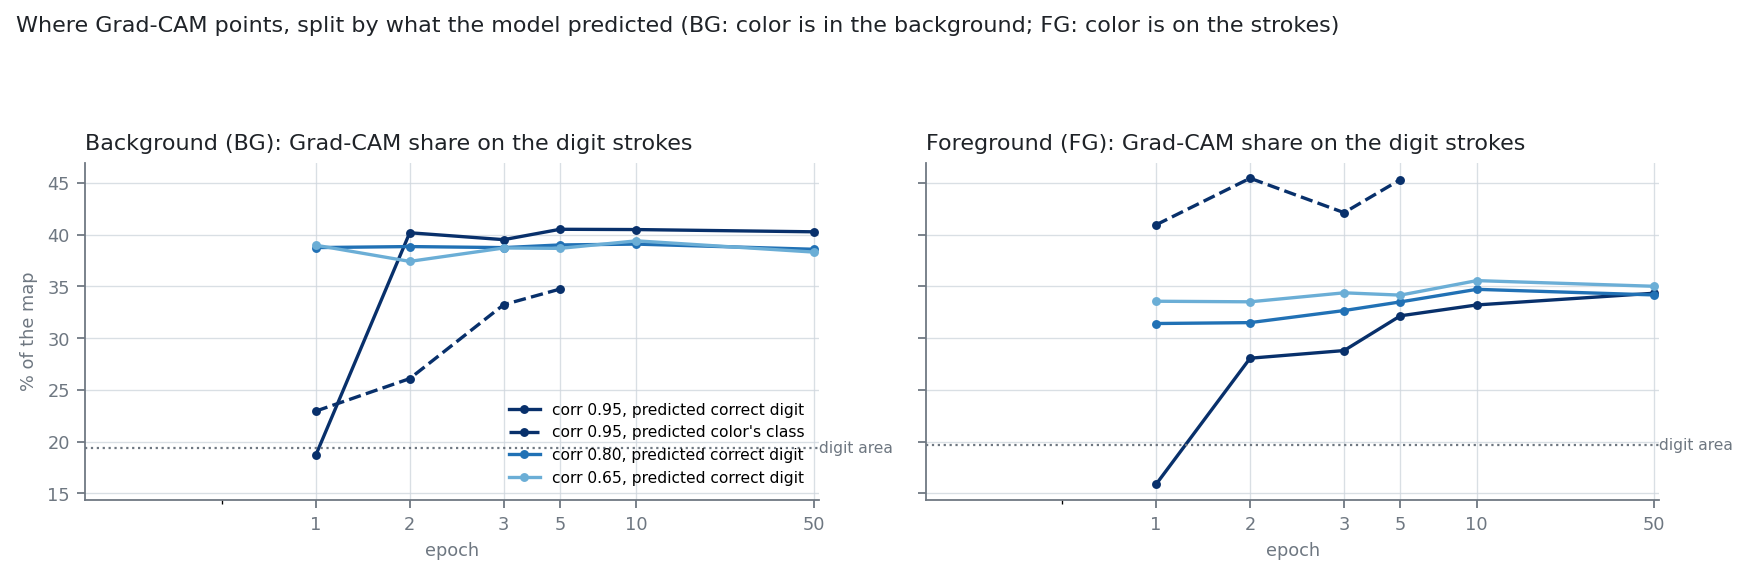 Where Grad-CAM points, split by what the model predicted (BG: color is in the background; FG: color is on the strokes)
Background (BG): Grad-CAM share on the digit strokes
% of the map
45
40
35
30
25
20
15
corr 0.95, predicted correct digit
corr 0.95, predicted color's class
corr 0.80, predicted correct digit
corr 0.65, predicted correct digit
digit area
1 2 3 5 10 50
epoch
Foreground (FG): Grad-CAM share on the digit strokes
digit area
1 2 3 5 10 50
epoch